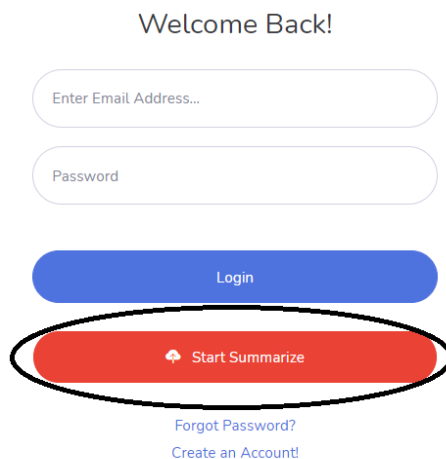 Welcome Back!
Enter Email Address...
Password
Login
Start Summarize
Forgot Password?
Create an Account!